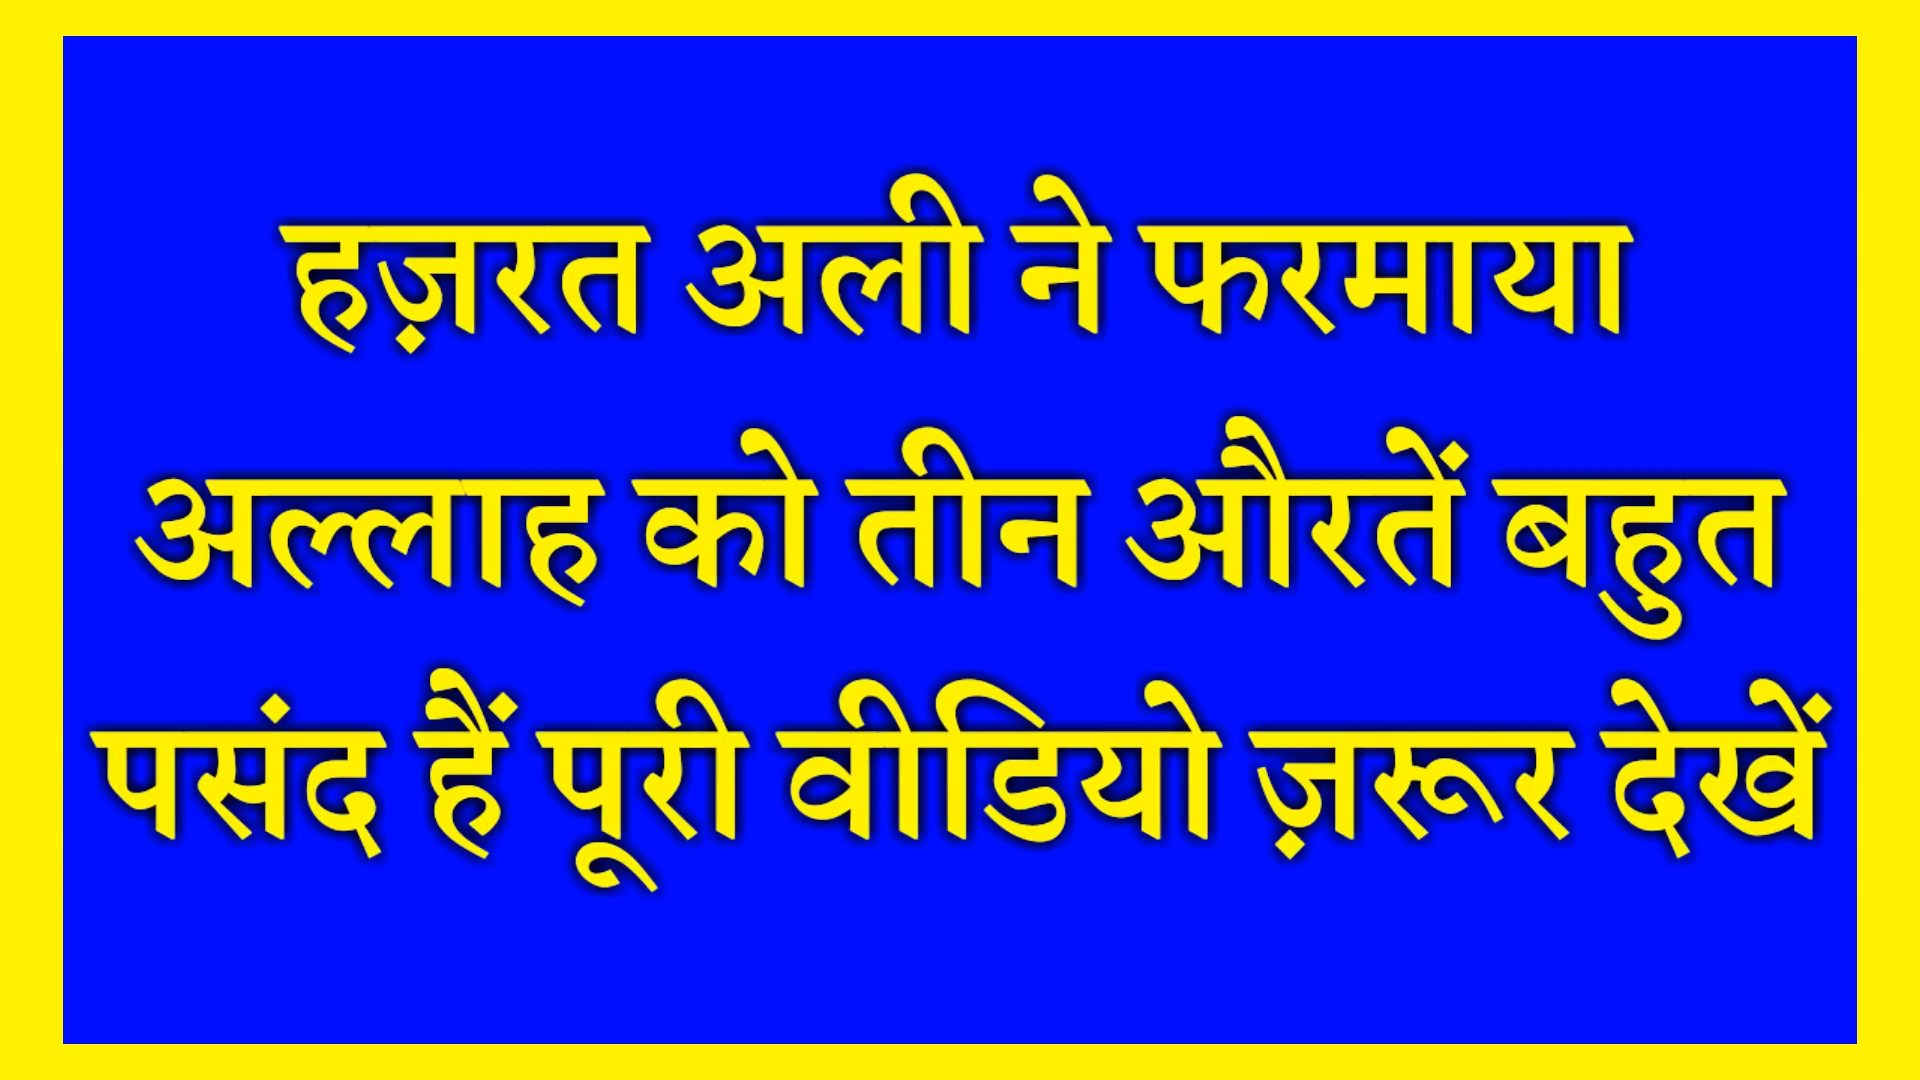 हज़रत अली ने फरमाया
अल्लाह को तीन औरतें बहुत
पसंद हैं पूरी वीडियो ज़रूर देखें